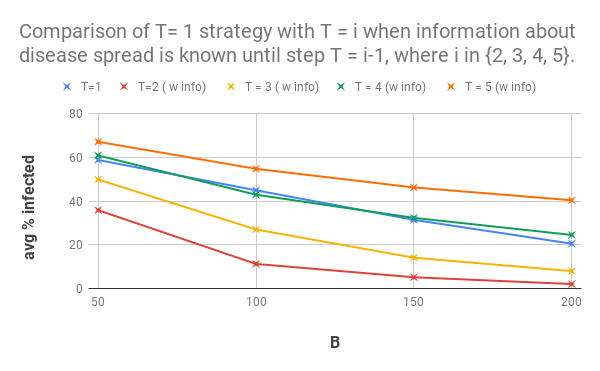 Comparison of T= 1 strategy with T = i when information about
disease spread is known until step T = i-1, where i in {2, 3, 4, 5}.
T=1 T=2 ( w info) T = 3 ( w info) T = 4 (w info) T = 5 (w info)
80
60
40
20
0
avg % infected
50 100 150 200
B